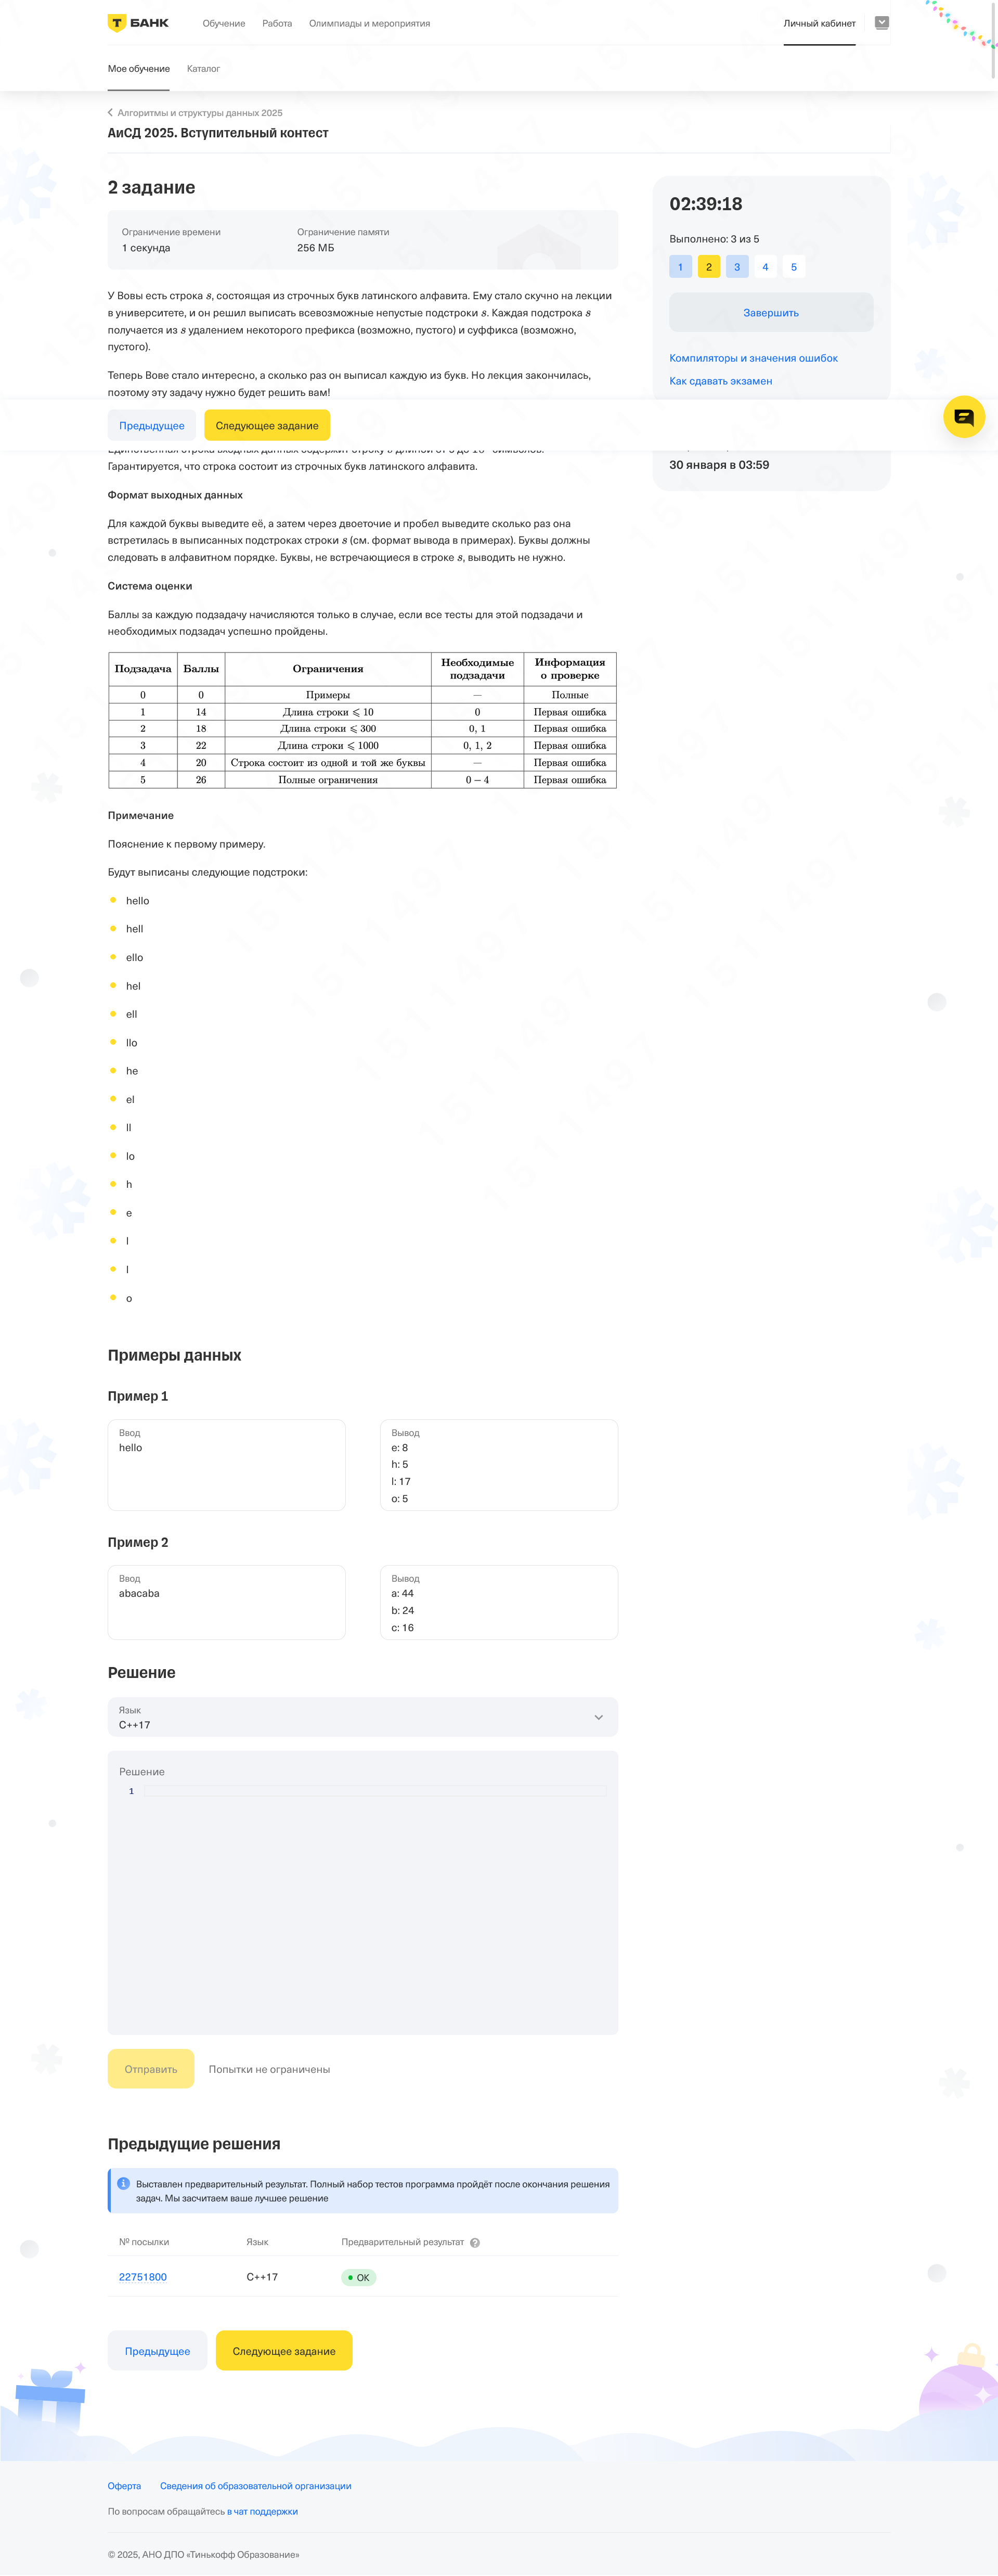 Т БАНК
Обучение
Работа
Олимпиады и мероприятия
Личный кабинет
Мое обучение
Каталог
Алгоритмы и структуры данных 2025
АиСД 2025. Вступительный контест
2 задание
Ограничение времени
1 секунда
Ограничение памяти
256 МБ
У Вовы есть строка s, состоящая из строчных букв латинского алфавита. Ему стало скучно на лекции
в университете, и он решил выписать всевозможные непустые подстроки s. Каждая подстрока s
получается из s удалением некоторого префикса (возможно, пустого) и суффикса (возможно,
пустого).
Теперь Вове стало интересно, а сколько раз он выписал каждую из букв. Но лекция закончилась,
поэтому эту задачу нужно будет решить вам!
02:39:18
Выполнено: 3 из 5
1
2
3
4
5
Завершить
Компиляторы и значения ошибок
Как сдавать экзамен
30 января в 03:59
Предыдущее
Следующее задание
Гарантируется, что строка состоит из строчных букв латинского алфавита.
Формат выходных данных
Для каждой буквы выведите её, а затем через двоеточие и пробел выведите сколько раз она
встретилась в выписанных подстроках строки s (см. формат вывода в примерах). Буквы должны
следовать в алфавитном порядке. Буквы, не встречающиеся в строке s, выводить не нужно.
Система оценки
Баллы за каждую подзадачу начисляются только в случае, если все тесты для этой подзадачи и
необходимых подзадач успешно пройдены.
Подзадача Баллы Ограничения Необходимые подзадачи Информация о проверке
0 0 Примеры — Полные
1 14 Длина строки ⩽ 10 0 Первая ошибка
2 18 Длина строки ⩽ 300 0, 1 Первая ошибка
3 22 Длина строки ⩽ 1000 0, 1, 2 Первая ошибка
4 20 Строка состоит из одной и той же буквы — Первая ошибка
5 26 Полные ограничения 0 – 4 Первая ошибка
Примечание
Пояснение к первому примеру.
Будут выписаны следующие подстроки:
hello
hell
ello
hel
ell
llo
he
el
ll
lo
h
e
l
l
o
Примеры данных
Пример 1
Ввод
hello
Вывод
e: 8
h: 5
l: 17
o: 5
Пример 2
Ввод
abacaba
Вывод
a: 44
b: 24
c: 16
Решение
Язык
C++17
Решение
1
Отправить
Попытки не ограничены
Предыдущие решения
Выставлен предварительный результат. Полный набор тестов программа пройдёт после окончания решения
задач. Мы засчитаем ваше лучшее решение
№ посылки
Язык
Предварительный результат ?
22751800
C++17
OK
Предыдущее
Следующее задание
Оферта
Сведения об образовательной организации
По вопросам обращайтесь в чат поддержки
© 2025, АНО ДПО «Тинькофф Образование»